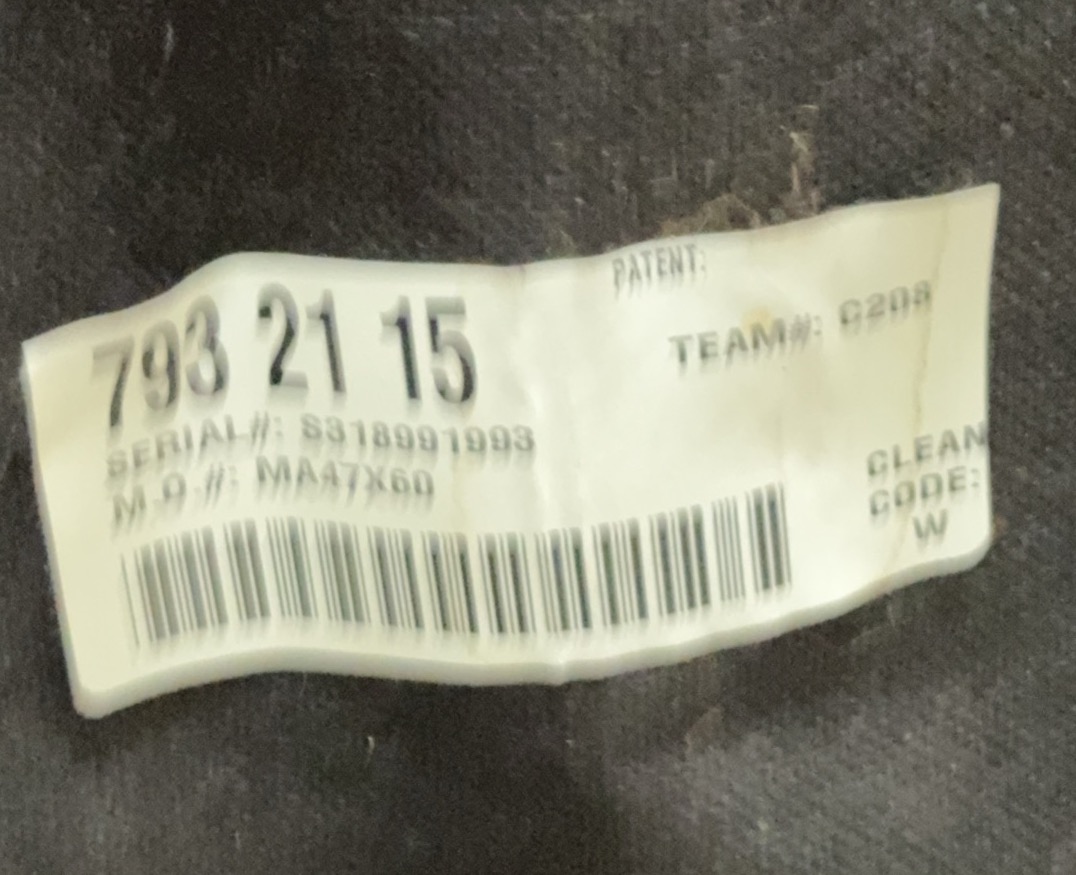 793 21 15
PATENT:
TEAM#: C208
SERIAL#: S318991993
M.O.#: MA47X60
CLEAN
CODE:
W